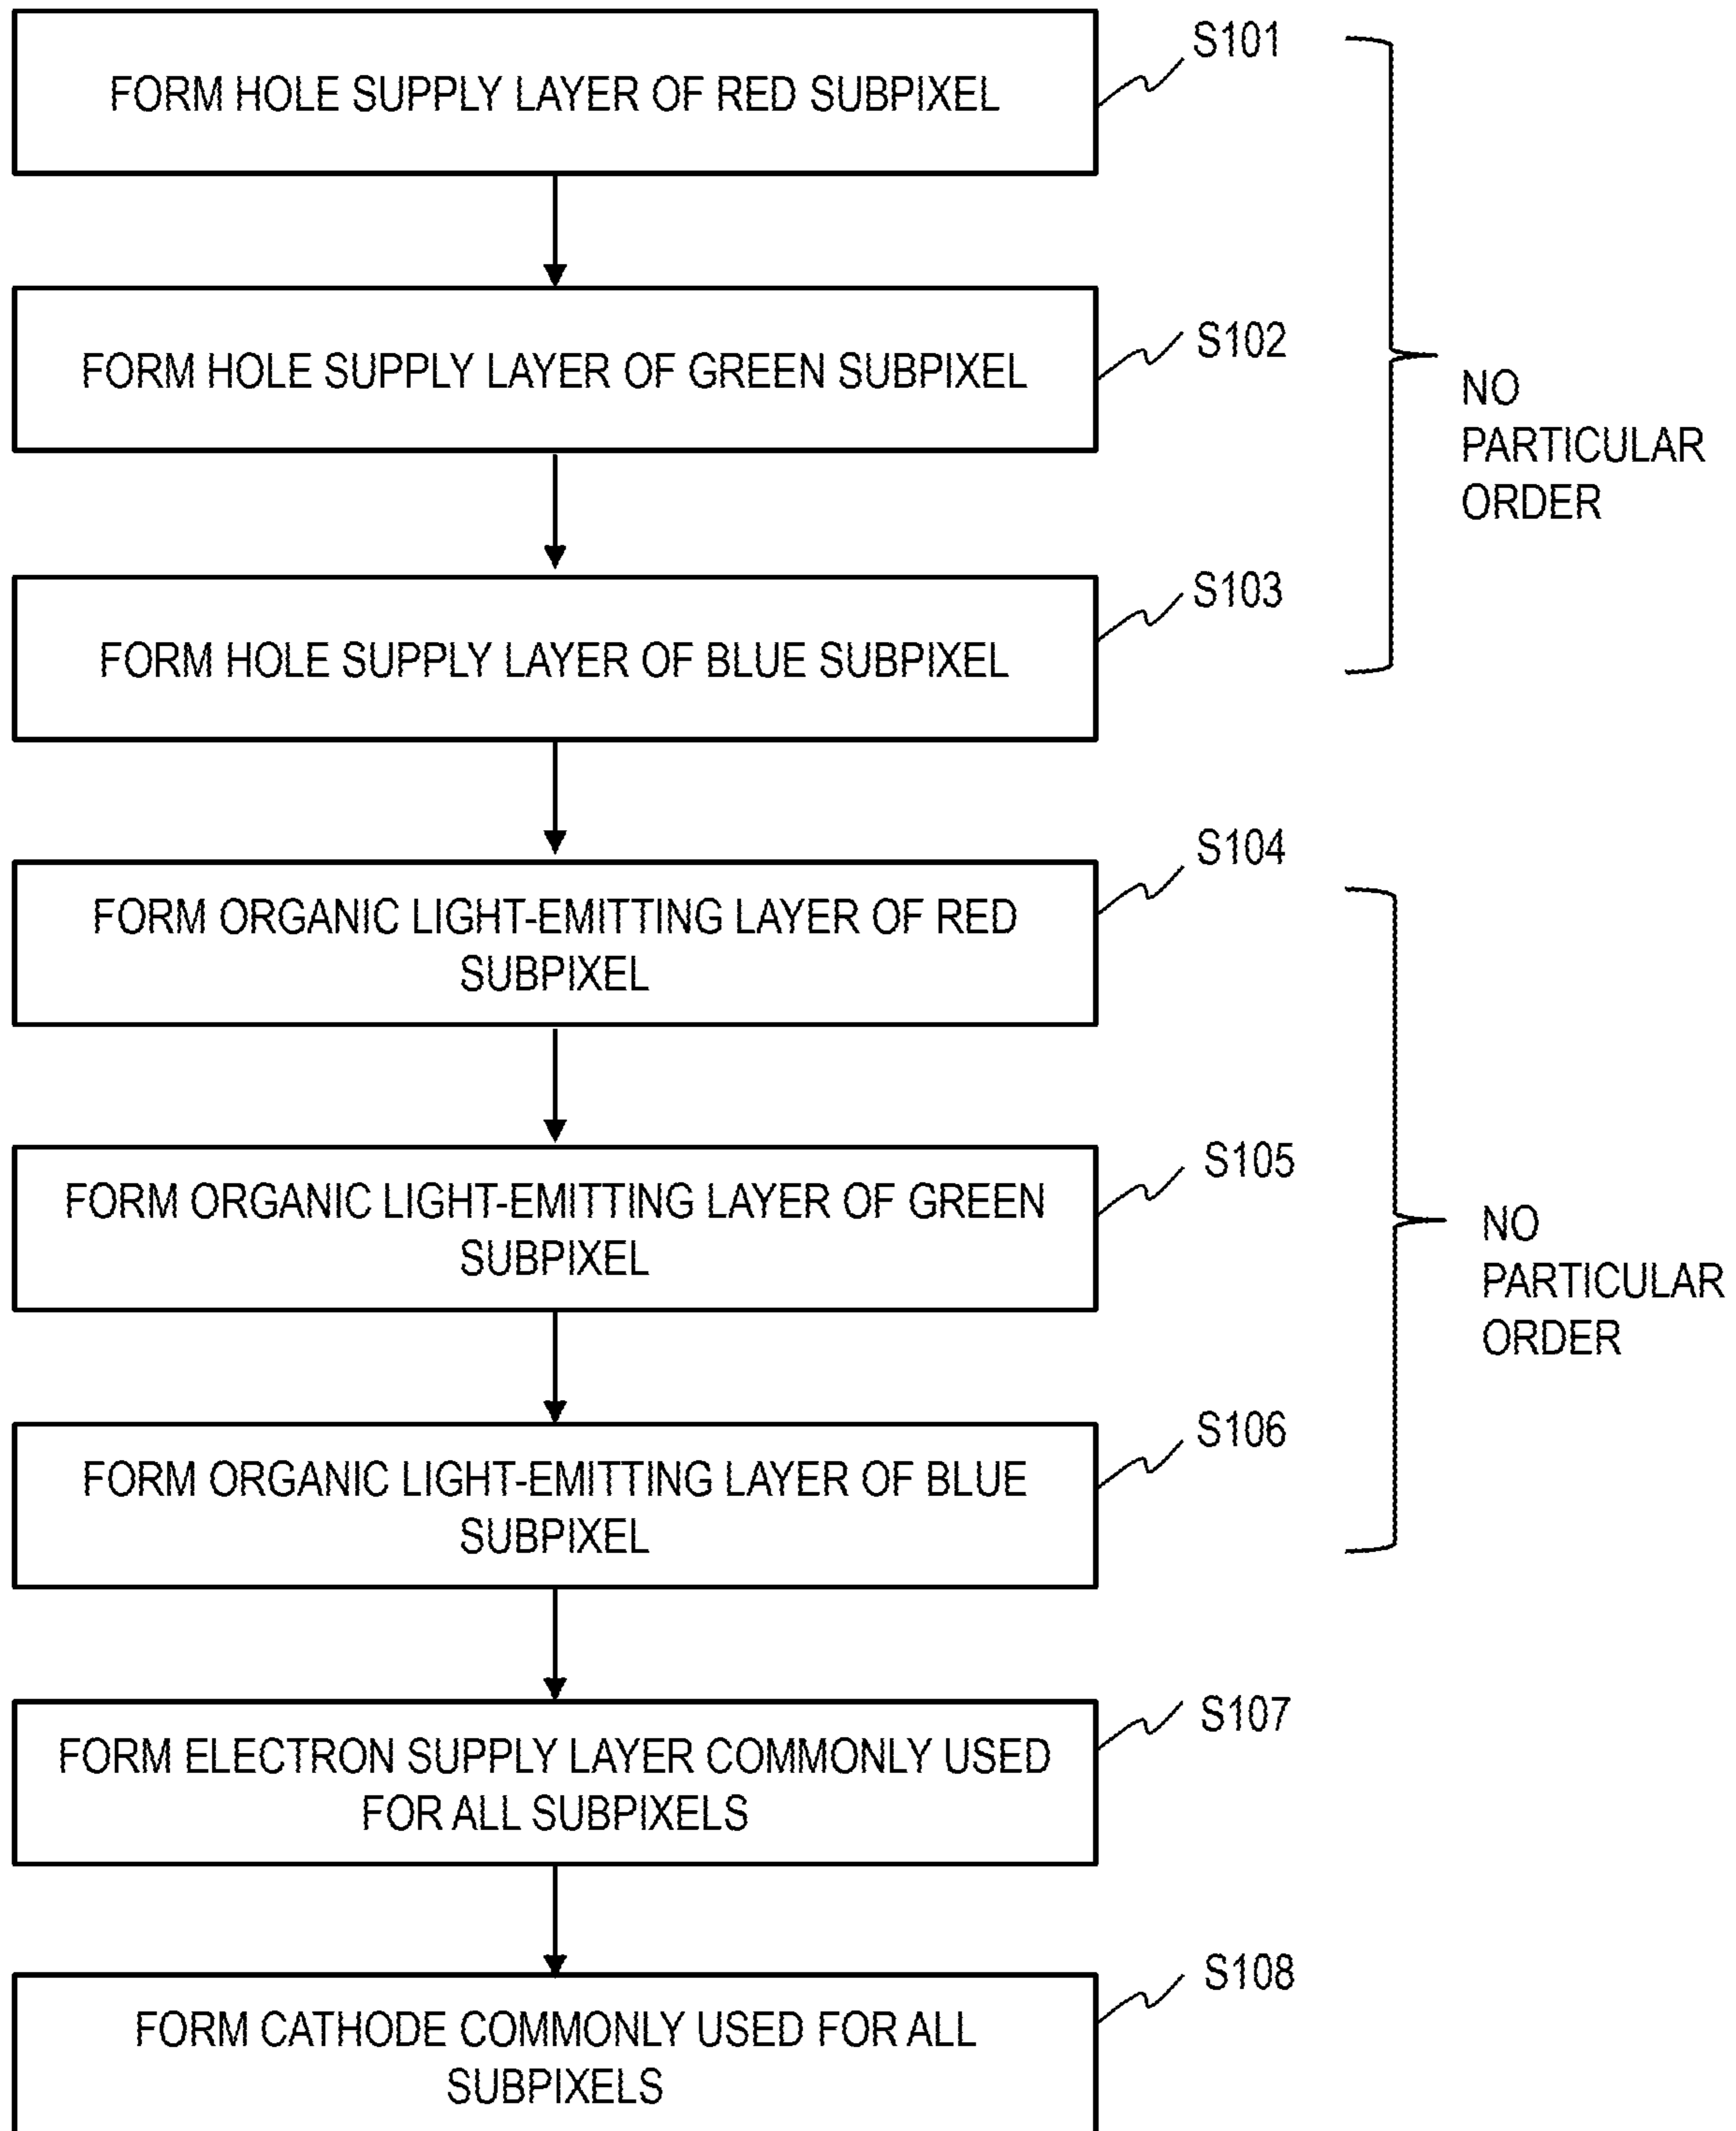 FORM HOLE SUPPLY LAYER OF RED SUBPIXEL
S101
FORM HOLE SUPPLY LAYER OF GREEN SUBPIXEL
S102
FORM HOLE SUPPLY LAYER OF BLUE SUBPIXEL
S103
NO
PARTICULAR
ORDER
FORM ORGANIC LIGHT-EMITTING LAYER OF RED
SUBPIXEL
S104
FORM ORGANIC LIGHT-EMITTING LAYER OF GREEN
SUBPIXEL
S105
FORM ORGANIC LIGHT-EMITTING LAYER OF BLUE
SUBPIXEL
S106
NO
PARTICULAR
ORDER
FORM ELECTRON SUPPLY LAYER COMMONLY USED
FOR ALL SUBPIXELS
S107
FORM CATHODE COMMONLY USED FOR ALL
SUBPIXELS
S108